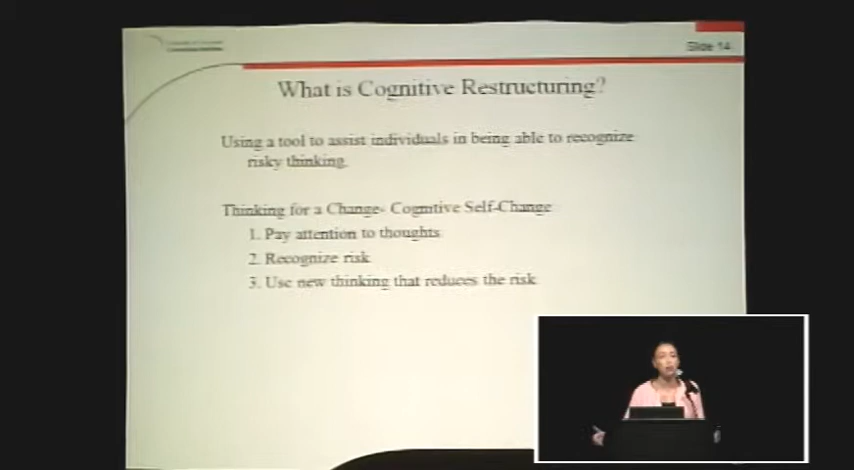 Slide 14
What is Cognitive Restructuring?
Using a tool to assist individuals in being able to recognize
risky thinking.
Thinking for a Change- Cognitive Self-Change
1. Pay attention to thoughts
2. Recognize risk
3. Use new thinking that reduces the risk